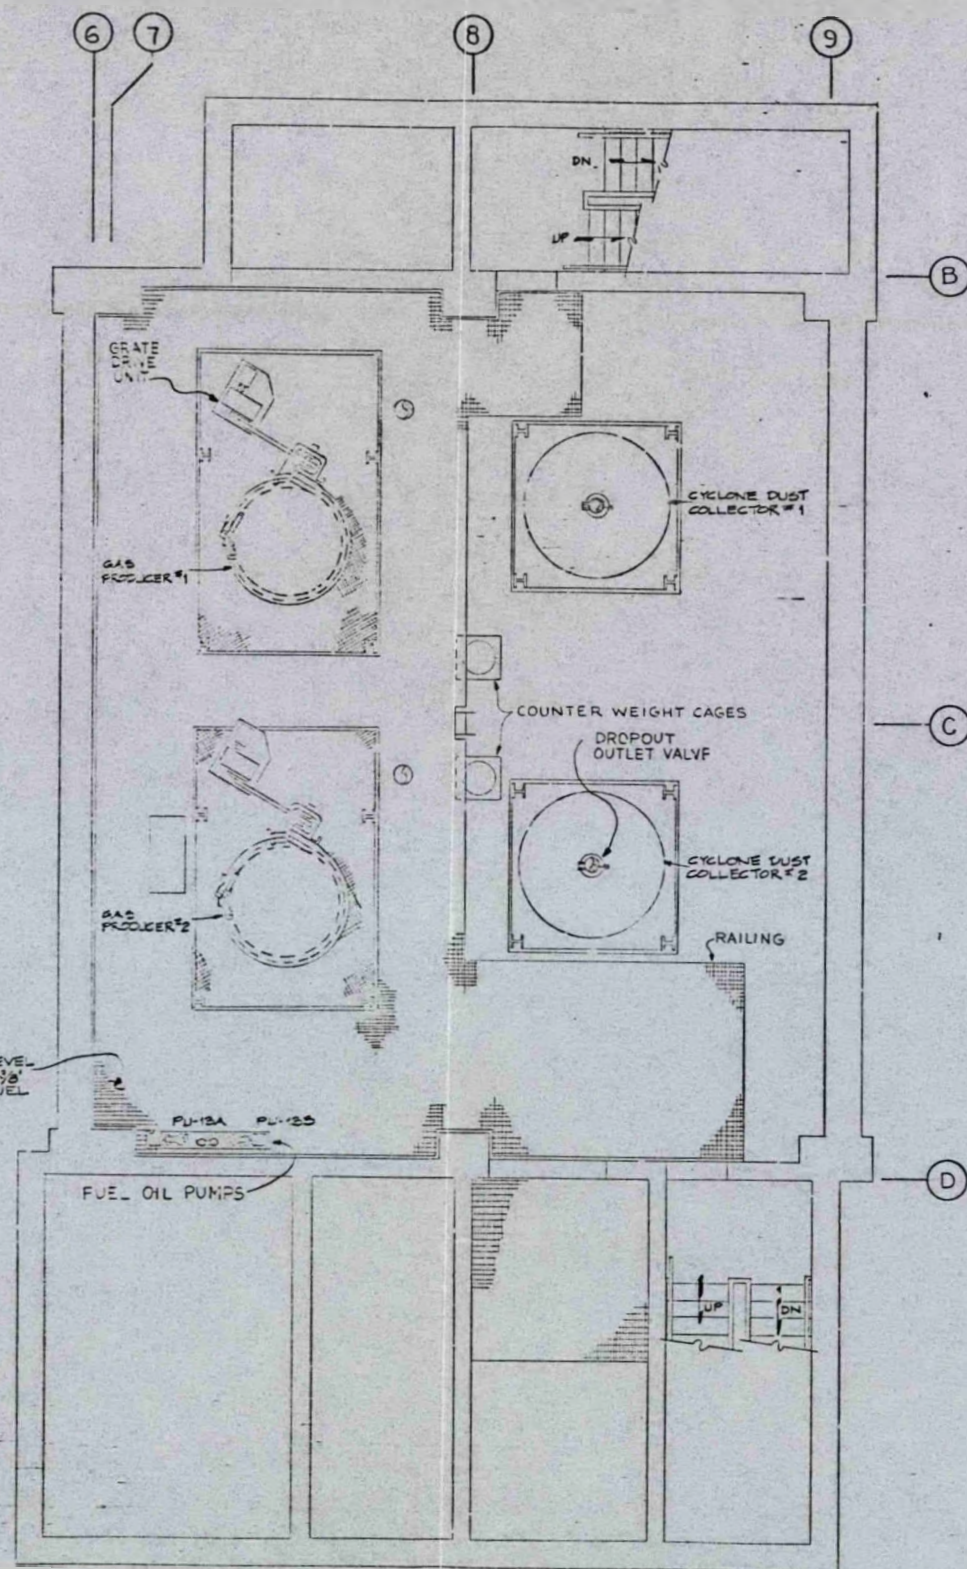 6 7 8 9
DN
UP
B
GRATE
DRIVE
UNIT
CYCLONE DUST
COLLECTOR #1
GAS
PRODUCER #1
COUNTER WEIGHT CAGES
C
DROPOUT
OUTLET VALVE
CYCLONE DUST
COLLECTOR #2
GAS
PRODUCER #2
RAILING
PU-13A
FUEL OIL PUMPS
D
UP DN